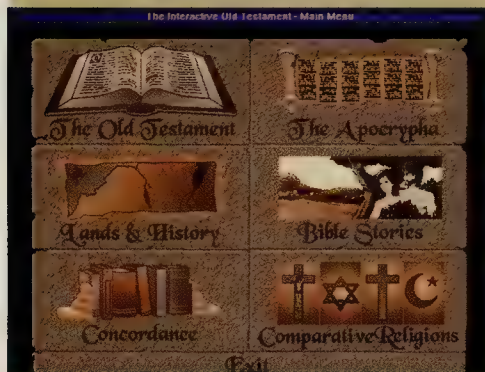 The Interactive Old Testament - Main Menu
The Old Testament
The Apocrypha
Lands & History
Bible Stories
Concordance
Comparative Religions
Exit